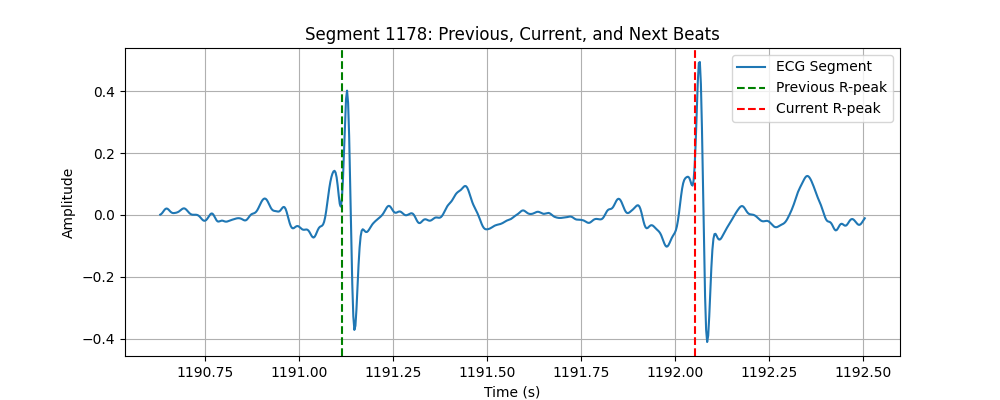 Segment 1178: Previous, Current, and Next Beats
ECG Segment
Previous R-peak
Current R-peak
Amplitude
0.4
0.2
0.0
−0.2
−0.4
1190.75 1191.00 1191.25 1191.50 1191.75 1192.00 1192.25 1192.50
Time (s)